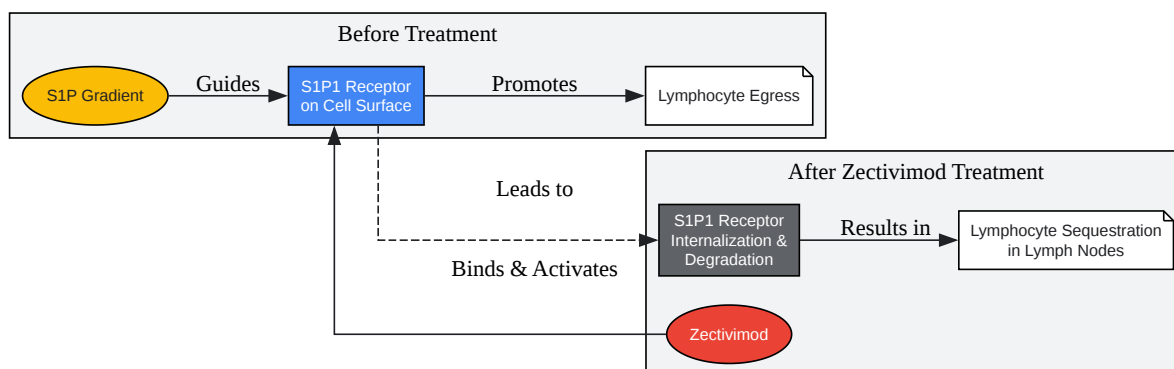 Before Treatment
S1P Gradient
Guides
S1P1 Receptor
on Cell Surface
Promotes
Lymphocyte Egress
Leads to
Binds & Activates
After Zectivimod Treatment
S1P1 Receptor
Internalization &
Degradation
Results in
Lymphocyte Sequestration
in Lymph Nodes
Zectivimod